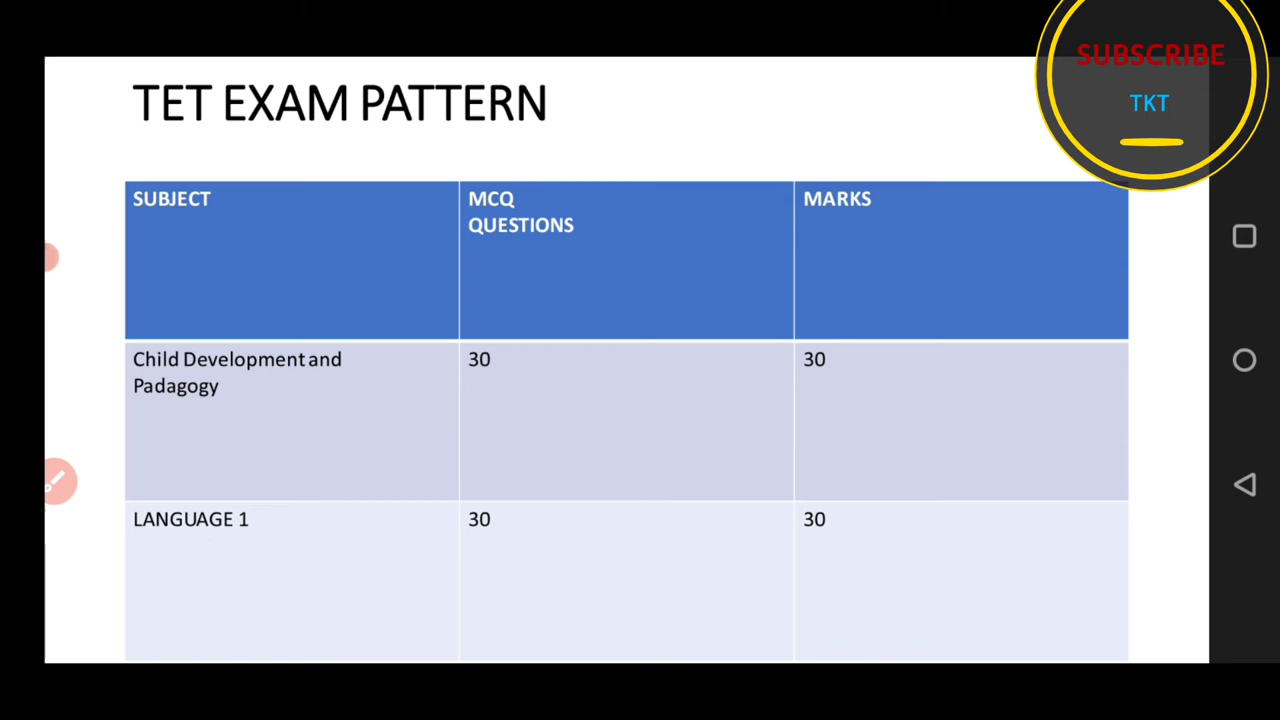 SUBSCRIBE
TKT
TET EXAM PATTERN
SUBJECT
MCQ
QUESTIONS
MARKS
Child Development and
Padagogy
30
30
LANGUAGE 1
30
30